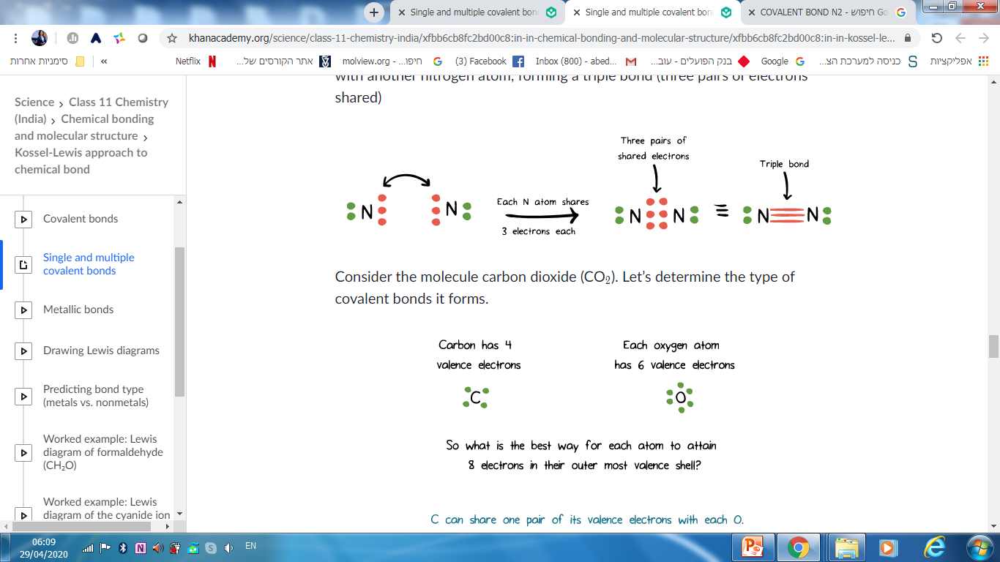 Single and multiple covalent bon
Single and multiple covalent bon
COVALENT BOND N2 - חיפוש Go
khanacademy.org/science/class-11-chemistry-india/xfbb6cb8fc2bd00c8:in-in-chemical-bonding-and-molecular-structure/xfbb6cb8fc2bd00c8:in-in-kossel-le...
סימניות אחרות
«
Netflix
אתר הקורסים של...
molview.org - חיפו...
(3) Facebook
Inbox (800) - abed...
בנק הפועלים - עוב...
Google
כניסה למערכת הצ...
אפליקציות
Science › Class 11 Chemistry
(India) › Chemical bonding
and molecular structure ›
Kossel-Lewis approach to
chemical bond
Covalent bonds
Single and multiple
covalent bonds
Metallic bonds
Drawing Lewis diagrams
Predicting bond type
(metals vs. nonmetals)
Worked example: Lewis
diagram of formaldehyde
(CH₂O)
Worked example: Lewis
diagram of the cyanide ion
with another nitrogen atom, forming a triple bond (three pairs of electrons
shared)
Three pairs of
shared electrons
Triple bond
Each N atom shares
3 electrons each
N N N N ≡ N N
Consider the molecule carbon dioxide (CO₂). Let's determine the type of
covalent bonds it forms.
Carbon has 4
valence electrons
C
Each oxygen atom
has 6 valence electrons
O
So what is the best way for each atom to attain
8 electrons in their outer most valence shell?
C can share one pair of its valence electrons with each O.
06:09
29/04/2020
EN